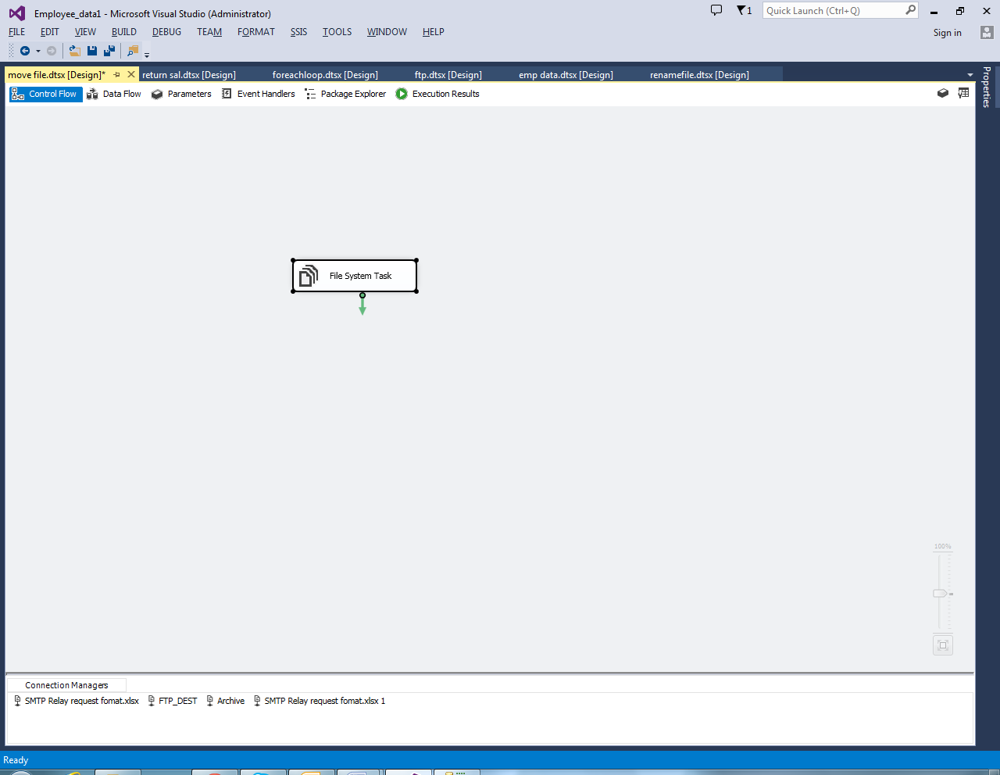 Employee_data1 - Microsoft Visual Studio (Administrator)
1
Quick Launch (Ctrl+Q)
FILE EDIT VIEW BUILD DEBUG TEAM FORMAT SSIS TOOLS WINDOW HELP
Sign in
move file.dtsx [Design]* return sal.dtsx [Design] foreachloop.dtsx [Design] ftp.dtsx [Design] emp data.dtsx [Design] renamefile.dtsx [Design]
Properties
Control Flow Data Flow Parameters Event Handlers Package Explorer Execution Results
File System Task
100%
Connection Managers
SMTP Relay request fomat.xlsx FTP_DEST Archive SMTP Relay request fomat.xlsx 1
Ready